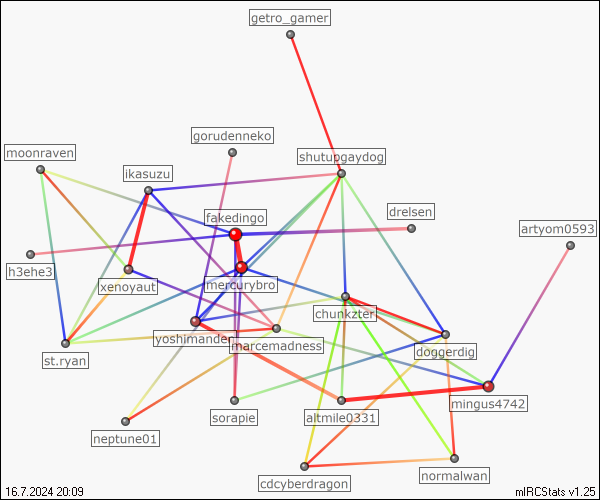 getro_gamer
gorudenneko
moonraven
shutupgaydog
ikasuzu
fakedingo
drelsen
artyom0593
h3ehe3
xenoyaut
mercurybro
chunkzter
yoshimander
marcemadness
doggerdig
st.ryan
mingus4742
sorapie
altmile0331
neptune01
normalwan
cdcyberdragon
16.7.2024 20:09
mIRCStats v1.25